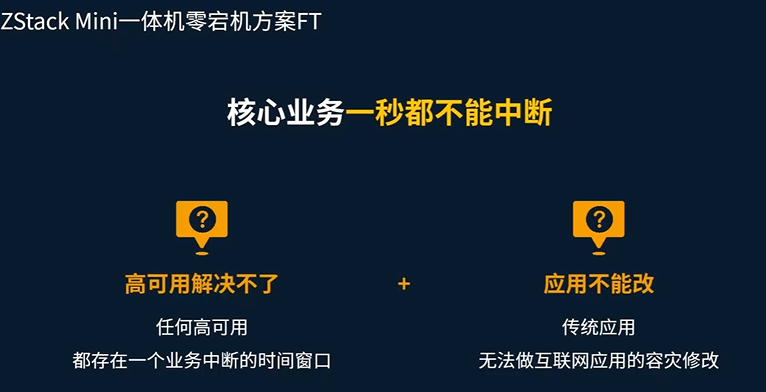 ZStack Mini一体机零宕机方案FT
核心业务一秒都不能中断
?
?
高可用解决不了
+
应用不能改
任何高可用
都存在一个业务中断的时间窗口
传统应用
无法做互联网应用的容灾修改